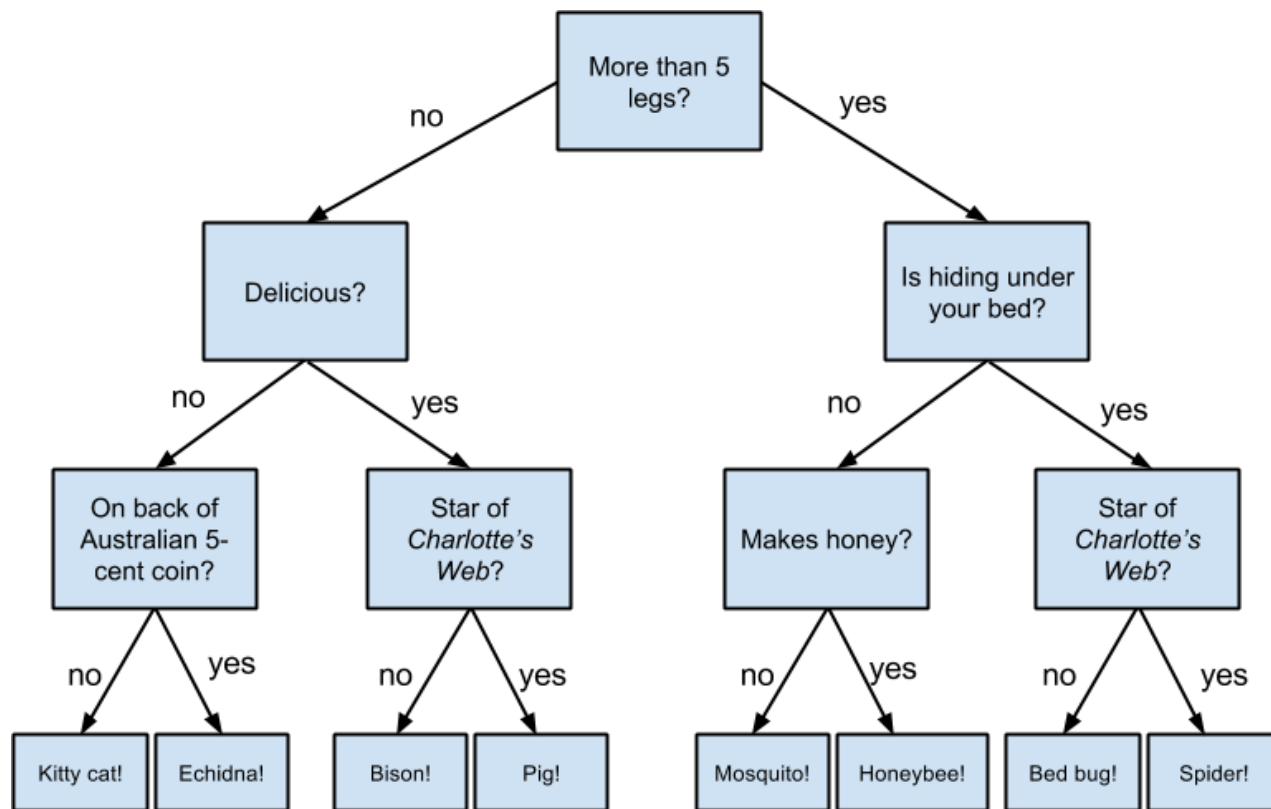 More than 5
legs?
no
yes
Delicious?
Is hiding under
your bed?
no
yes
no
yes
On back of
Australian 5-
cent coin?
Star of
Charlotte's
Web?
Makes honey?
Star of
Charlotte's
Web?
no
yes
no
yes
no
yes
no
yes
Kitty cat!
Echidna!
Bison!
Pig!
Mosquito!
Honeybee!
Bed bug!
Spider!